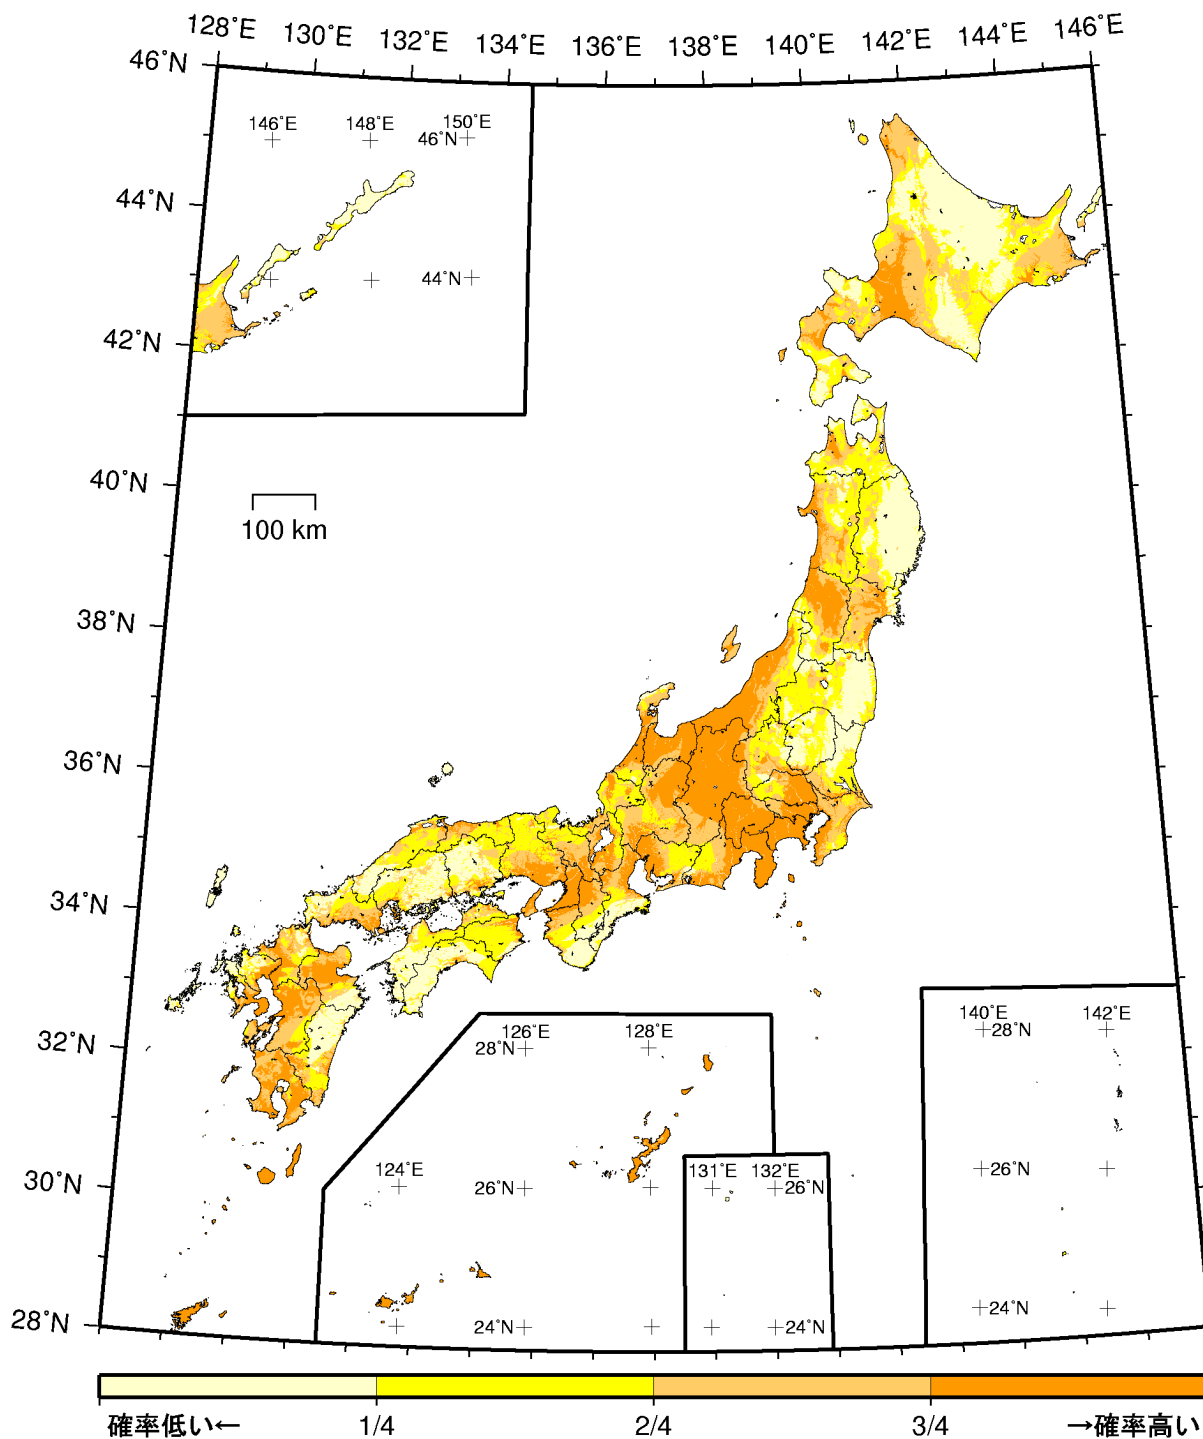 128°E 130°E 132°E 134°E 136°E 138°E 140°E 142°E 144°E 146°E
46°N
146°E 148°E 150°E
46°N
44°N
44°N
42°N
40°N
100 km
38°N
36°N
34°N
32°N
140°E 142°E
28°N
126°E 128°E
28°N
30°N
124°E
26°N
131°E 132°E
26°N
26°N
28°N
24°N
24°N
24°N
確率低い← 1/4 2/4 3/4 →確率高い